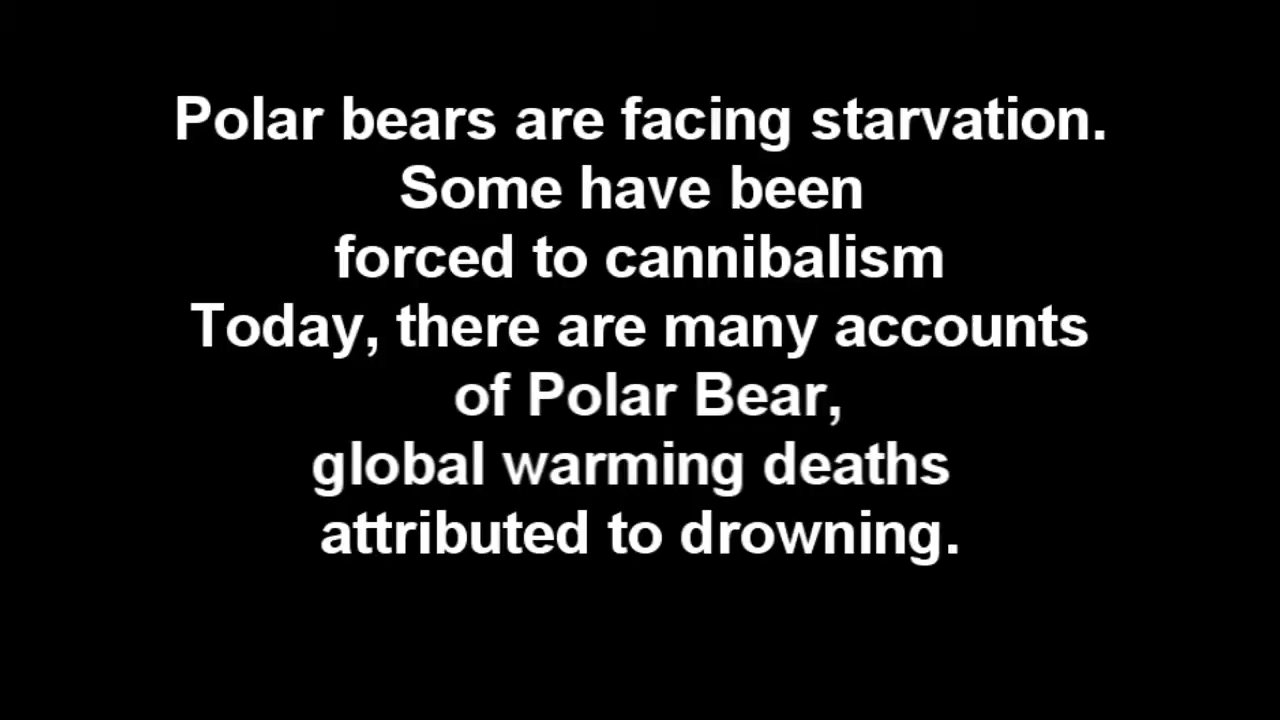 Polar bears are facing starvation.
Some have been
forced to cannibalism
Today, there are many accounts
of Polar Bear,
global warming deaths
attributed to drowning.